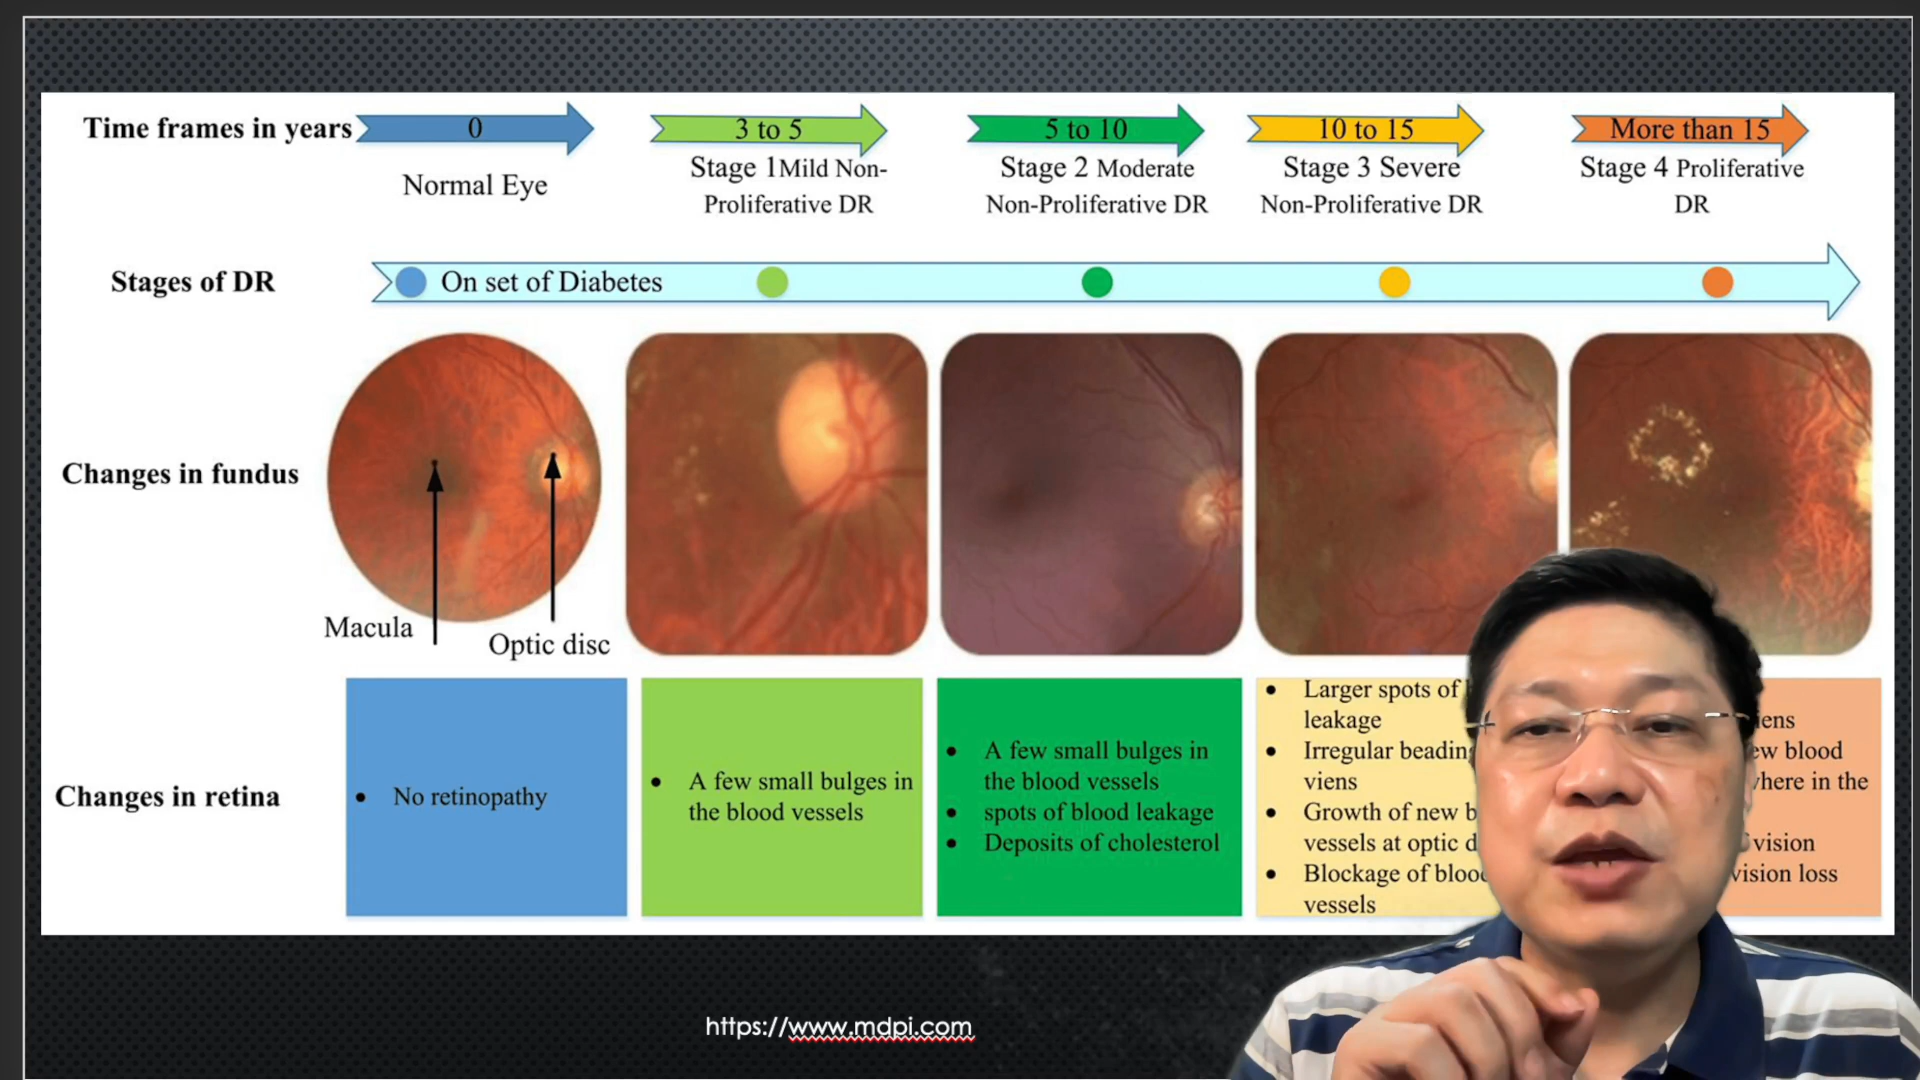 Time frames in years
0
3 to 5
5 to 10
10 to 15
More than 15
Normal Eye
Stage 1Mild Non-
Proliferative DR
Stage 2 Moderate
Non-Proliferative DR
Stage 3 Severe
Non-Proliferative DR
Stage 4 Proliferative
DR
Stages of DR
On set of Diabetes
Changes in fundus
Macula
Optic disc
Changes in retina
• No retinopathy
• A few small bulges in
the blood vessels
• A few small bulges in
the blood vessels
• spots of blood leakage
• Deposits of cholesterol
• Larger spots of
leakage
• Irregular
viens
• Growth of new
vessels at optic
• Blockage of
vessels
blood
in the
vision
vision loss
https://www.mdpi.com